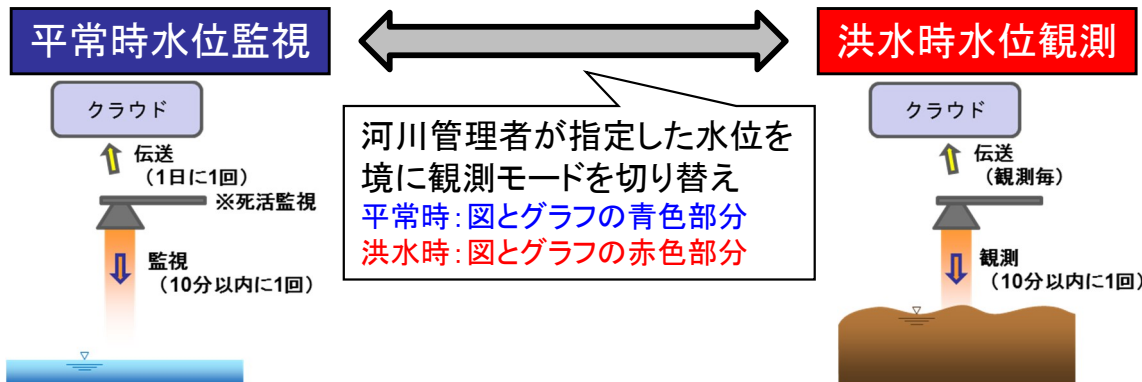 平常時水位監視
洪水時水位観測
クラウド
伝送
(1日に1回)
※死活監視
監視
(10分以内に1回)
河川管理者が指定した水位を
境に観測モードを切り替え
平常時:図とグラフの青色部分
洪水時:図とグラフの赤色部分
クラウド
伝送
(観測毎)
観測
(10分以内に1回)